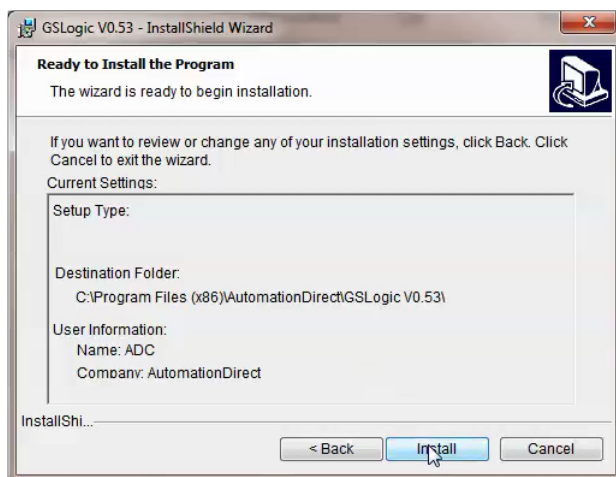 GSLogic V0.53 - InstallShield Wizard
Ready to Install the Program
The wizard is ready to begin installation.
If you want to review or change any of your installation settings, click Back. Click
Cancel to exit the wizard.
Current Settings:
Setup Type:
Destination Folder:
C:\Program Files (x86)\AutomationDirect\GSLogic V0.53\
User Information:
Name: ADC
Company: AutomationDirect
InstallShi...
< Back Install Cancel